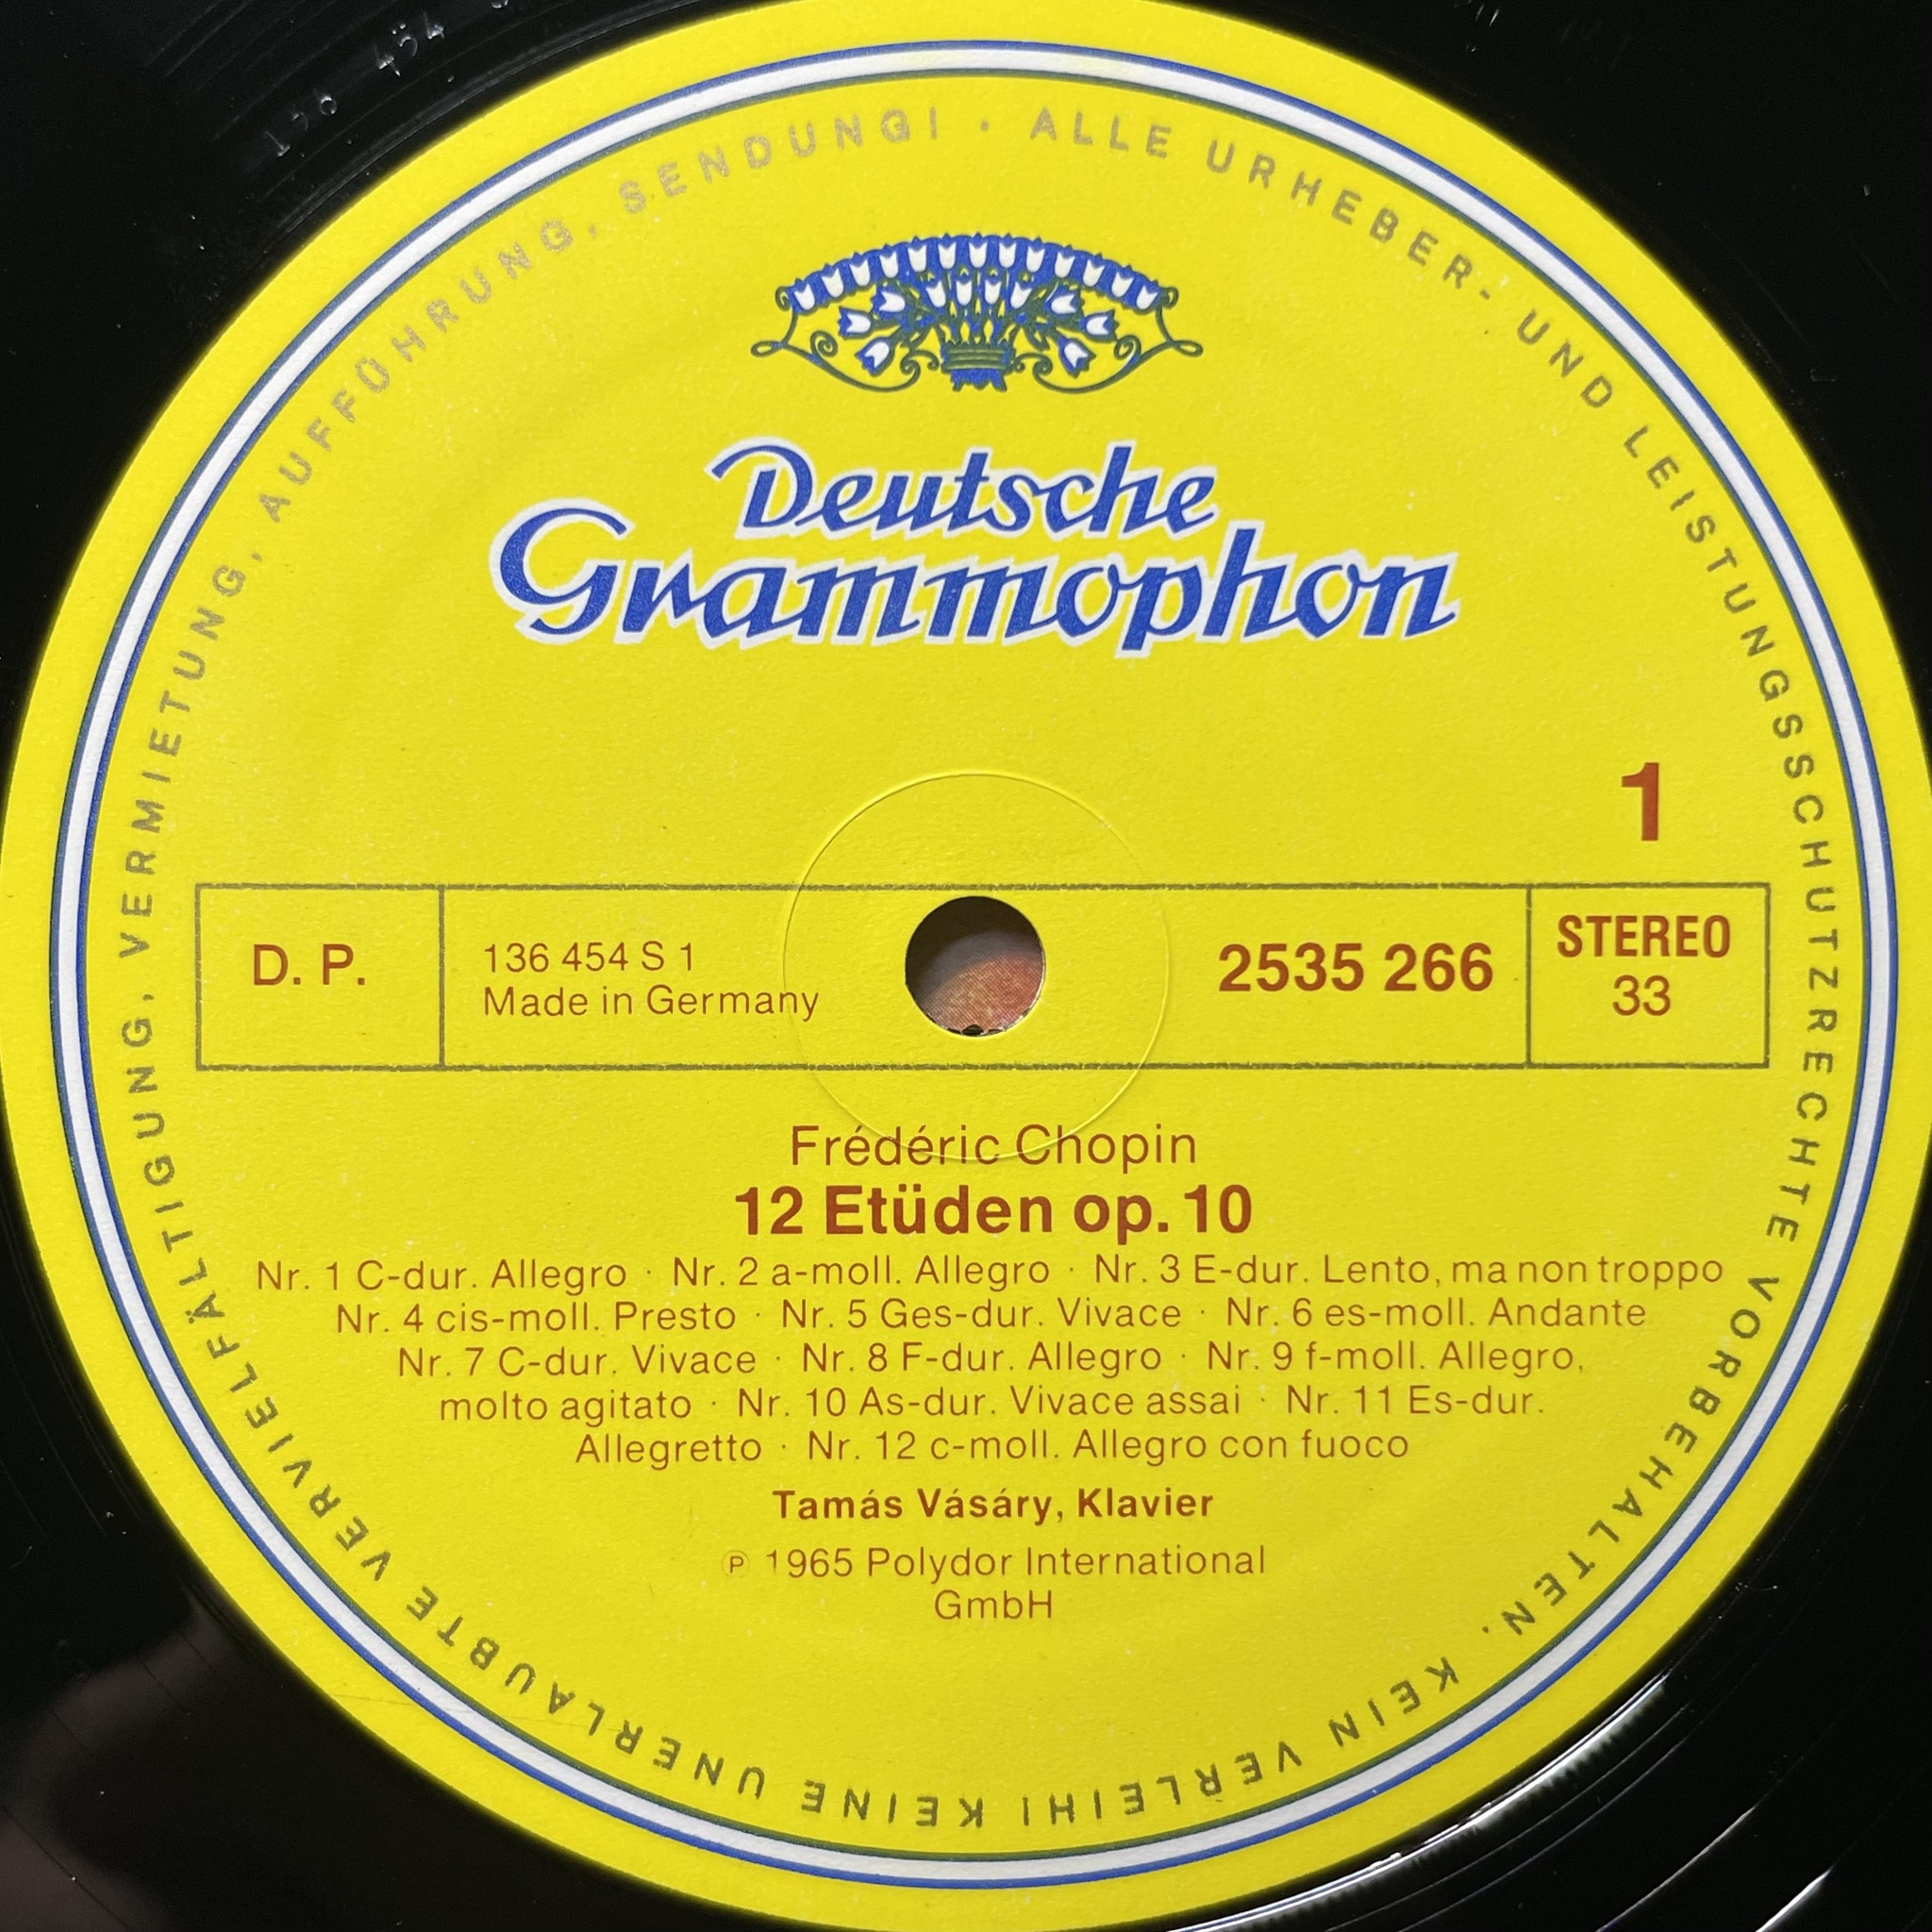 136 454
ALLE URHEBER- UND LEISTUNGSSCHUTZRECHTE VORBEHALTEN. KEIN VERLEIH! KEINE UNERLAUBTE VERVIELFÄLTIGUNG, VERMIETUNG, AUFFÜHRUNG, SENDUNG! ·
Deutsche
Grammophon
1
D. P.
136 454 S 1
Made in Germany
2535 266
STEREO
33
Frédéric Chopin
12 Etüden op. 10
Nr. 1 C-dur. Allegro · Nr. 2 a-moll. Allegro · Nr. 3 E-dur. Lento, ma non troppo
Nr. 4 cis-moll. Presto · Nr. 5 Ges-dur. Vivace · Nr. 6 es-moll. Andante
Nr. 7 C-dur. Vivace · Nr. 8 F-dur. Allegro · Nr. 9 f-moll. Allegro,
molto agitato · Nr. 10 As-dur. Vivace assai · Nr. 11 Es-dur.
Allegretto · Nr. 12 c-moll. Allegro con fuoco
Tamás Vásáry, Klavier
℗ 1965 Polydor International
GmbH